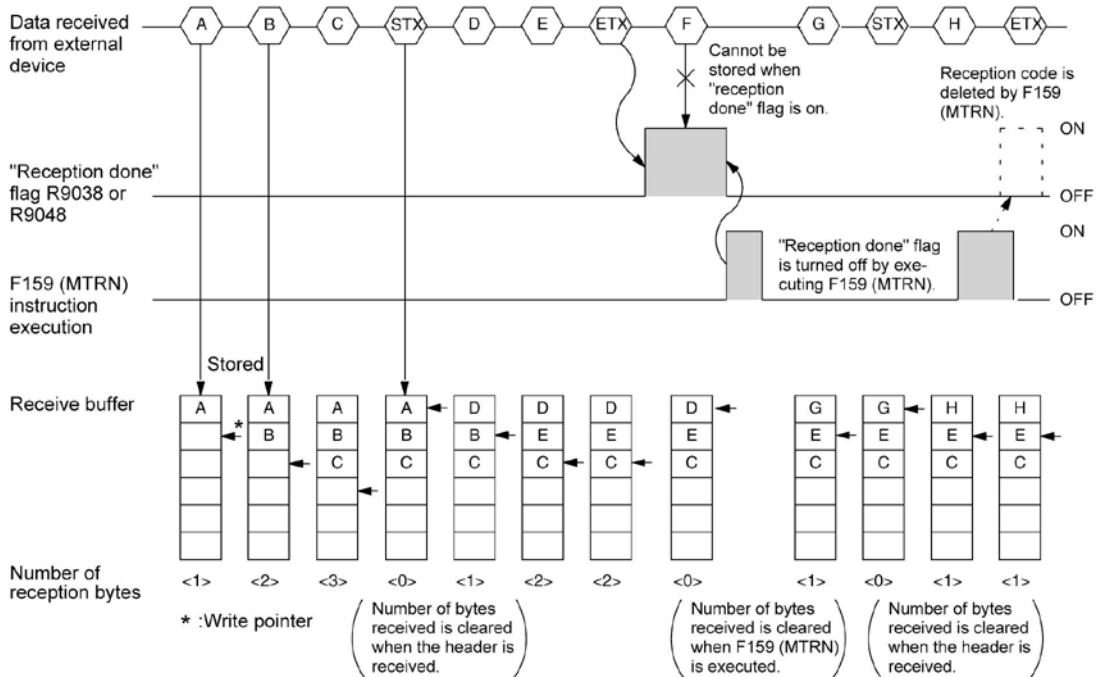 Data received
from external
device
A B C STX D E ETX F G STX H ETX
Cannot be
stored when
"reception
done" flag is on.
Reception code is
deleted by F159
(MTRN).
ON
"Reception done"
flag R9038 or
R9048
OFF
ON
"Reception done" flag
is turned off by exe-
cuting F159 (MTRN).
F159 (MTRN)
instruction
execution
OFF
Stored
Receive buffer
A A A A D D D D G G H H
*
B B B B E E E E E E E
C C C C C C C C C C
Number of
reception bytes
<1> <2> <3> <0> <1> <2> <2> <0> <1> <0> <1> <1>
* :Write pointer
Number of bytes
received is cleared
when the header is
received.
Number of bytes
received is cleared
when F159 (MTRN)
is executed.
Number of bytes
received is cleared
when the header is
received.